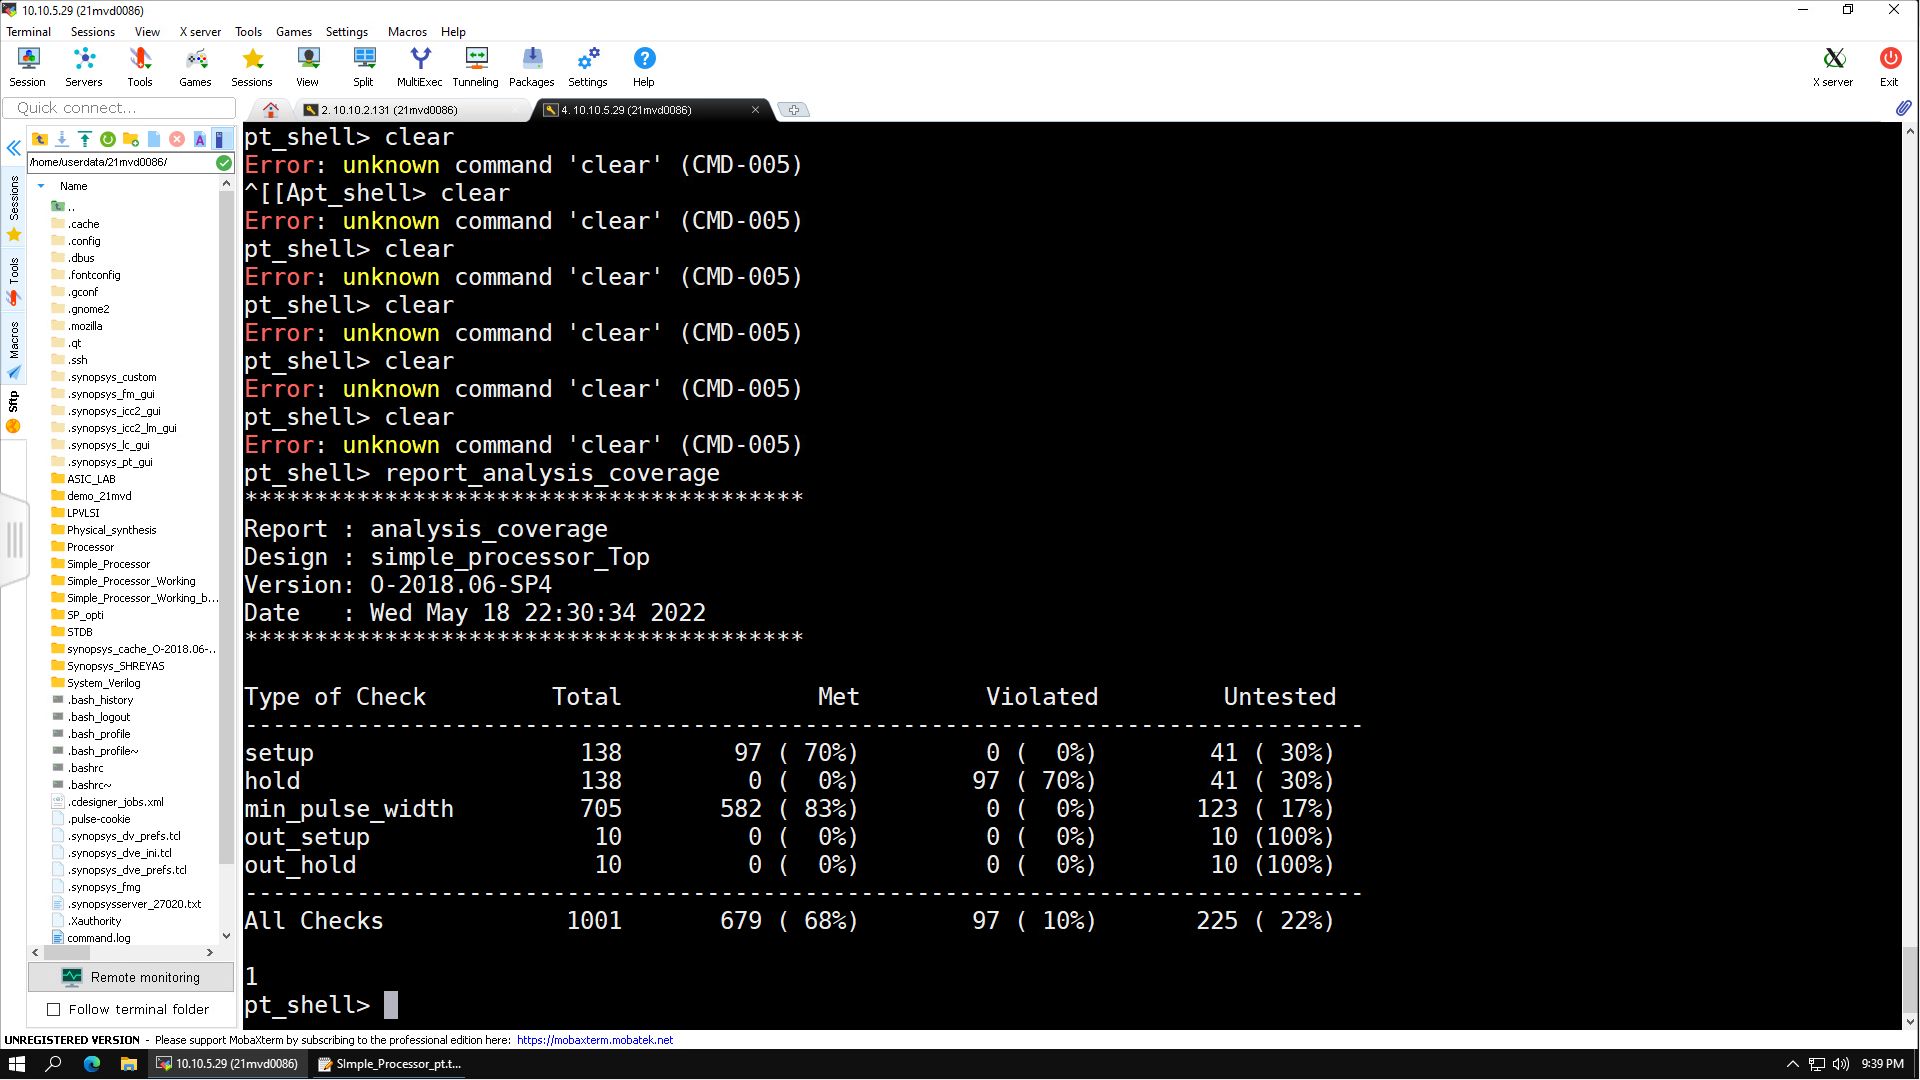 10.10.5.29 (21mvd0086)
Terminal Sessions View X server Tools Games Settings Macros Help
Session Servers Tools Games Sessions View Split MultiExec Tunneling Packages Settings Help X server Exit
Quick connect...
2. 10.10.2.131 (21mvd0086)
4. 10.10.5.29 (21mvd0086)
/home/userdata/21mvd0086/
Sessions
Tools
Macros
Sftp
Name
..
.cache
.config
.dbus
.fontconfig
.gconf
.gnome2
.mozilla
.qt
.ssh
.synopsys_custom
.synopsys_fm_gui
.synopsys_icc2_gui
.synopsys_icc2_lm_gui
.synopsys_lc_gui
.synopsys_pt_gui
ASIC_LAB
demo_21mvd
LPVLSI
Physical_synthesis
Processor
Simple_Processor
Simple_Processor_Working
Simple_Processor_Working_b...
SP_opti
STDB
synopsys_cache_O-2018.06-..
Synopsys_SHREYAS
System_Verilog
.bash_history
.bash_logout
.bash_profile
.bash_profile~
.bashrc
.bashrc~
.cdesigner_jobs.xml
.pulse-cookie
.synopsys_dv_prefs.tcl
.synopsys_dve_ini.tcl
.synopsys_dve_prefs.tcl
.synopsys_fmg
.synopsysserver_27020.txt
.Xauthority
command.log
Remote monitoring
Follow terminal folder
pt_shell> clear
Error: unknown command 'clear' (CMD-005)
^[[Apt_shell> clear
Error: unknown command 'clear' (CMD-005)
pt_shell> clear
Error: unknown command 'clear' (CMD-005)
pt_shell> clear
Error: unknown command 'clear' (CMD-005)
pt_shell> clear
Error: unknown command 'clear' (CMD-005)
pt_shell> clear
Error: unknown command 'clear' (CMD-005)
pt_shell> report_analysis_coverage
****************************************
Report : analysis_coverage
Design : simple_processor_Top
Version: O-2018.06-SP4
Date   : Wed May 18 22:30:34 2022
****************************************
Type of Check         Total              Met         Violated         Untested
--------------------------------------------------------------------------------
setup                   138        97 ( 70%)        0 (  0%)        41 ( 30%)
hold                    138         0 (  0%)       97 ( 70%)        41 ( 30%)
min_pulse_width         705       582 ( 83%)        0 (  0%)       123 ( 17%)
out_setup                10         0 (  0%)        0 (  0%)        10 (100%)
out_hold                 10         0 (  0%)        0 (  0%)        10 (100%)
--------------------------------------------------------------------------------
All Checks             1001       679 ( 68%)       97 ( 10%)       225 ( 22%)
1
pt_shell>
UNREGISTERED VERSION - Please support MobaXterm by subscribing to the professional edition here: https://mobaxterm.mobatek.net
10.10.5.29 (21mvd0086)
SImple_Processor_pt.t...
9:39 PM